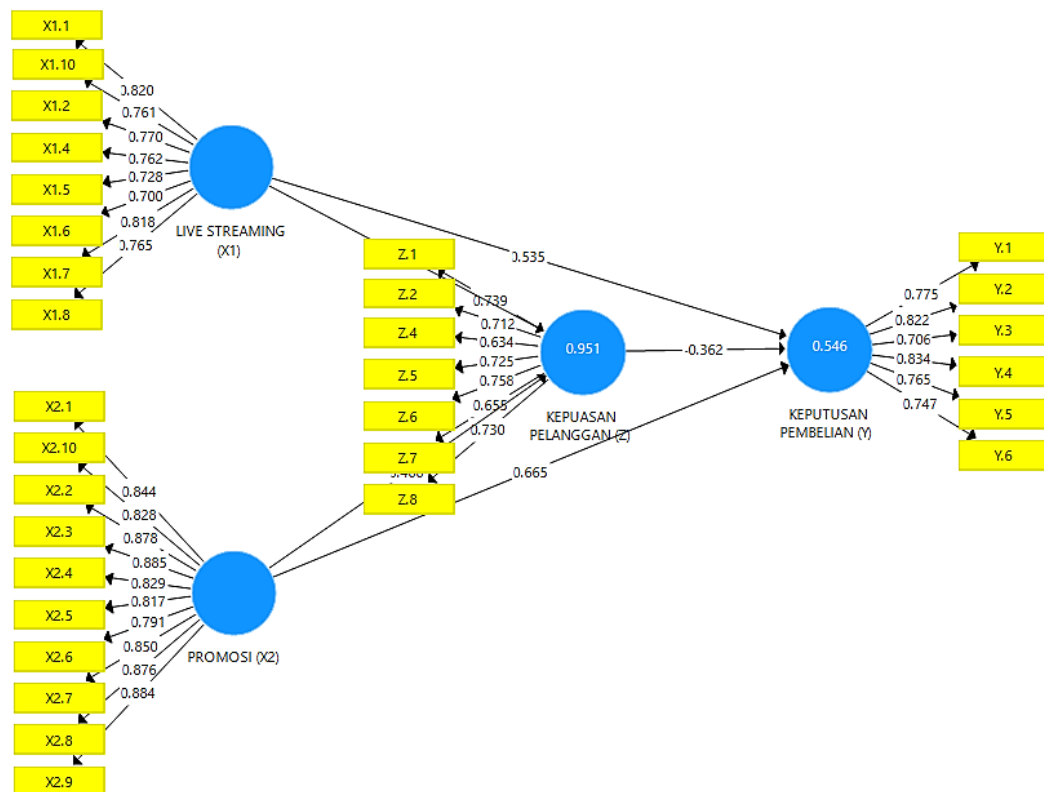 X1.1
X1.10
X1.2
X1.4
X1.5
X1.6
X1.7
X1.8
0.820
0.761
0.770
0.762
0.728
0.700
0.818
0.765
LIVE STREAMING
(X1)
X2.1
X2.10
X2.2
X2.3
X2.4
X2.5
X2.6
X2.7
X2.8
X2.9
0.844
0.828
0.878
0.885
0.829
0.817
0.791
0.850
0.876
0.884
PROMOSI (X2)
Z.1
Z.2
Z.4
Z.5
Z.6
Z.7
Z.8
0.739
0.712
0.634
0.725
0.758
0.655
0.730
0.951
KEPUASAN
PELANGGAN (Z)
0.535
-0.362
0.665
0.546
KEPUTUSAN
PEMBELIAN (Y)
0.775
0.822
0.706
0.834
0.765
0.747
Y.1
Y.2
Y.3
Y.4
Y.5
Y.6